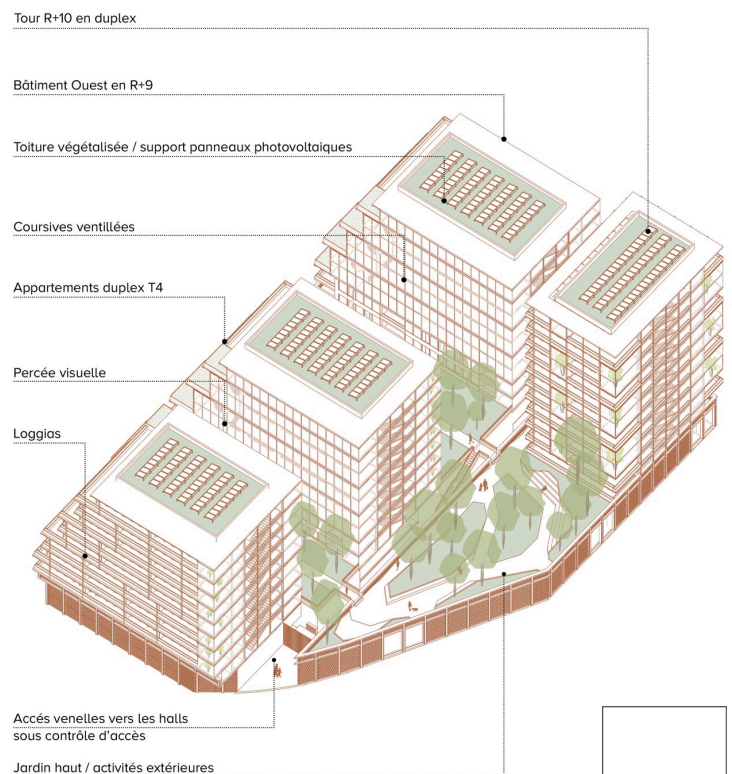 Tour R+10 en duplex
Bâtiment Ouest en R+9
Toiture végétalisée / support panneaux photovoltaiques
Coursives ventillées
Appartements duplex T4
Percée visuelle
Loggias
Accés venelles vers les halls
sous contrôle d'accès
Jardin haut / activités extérieures